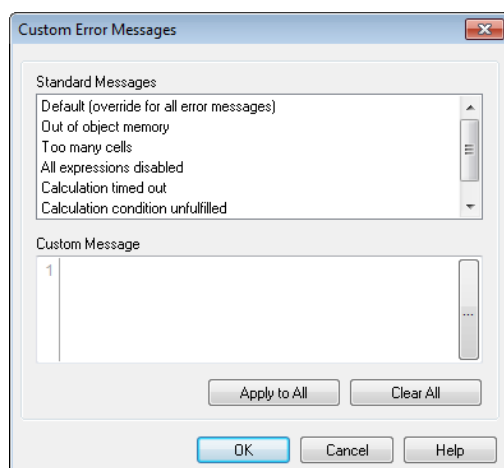 Custom Error Messages
Standard Messages
Default (override for all error messages)
Out of object memory
Too many cells
All expressions disabled
Calculation timed out
Calculation condition unfulfilled
Custom Message
1
...
Apply to All
Clear All
OK
Cancel
Help